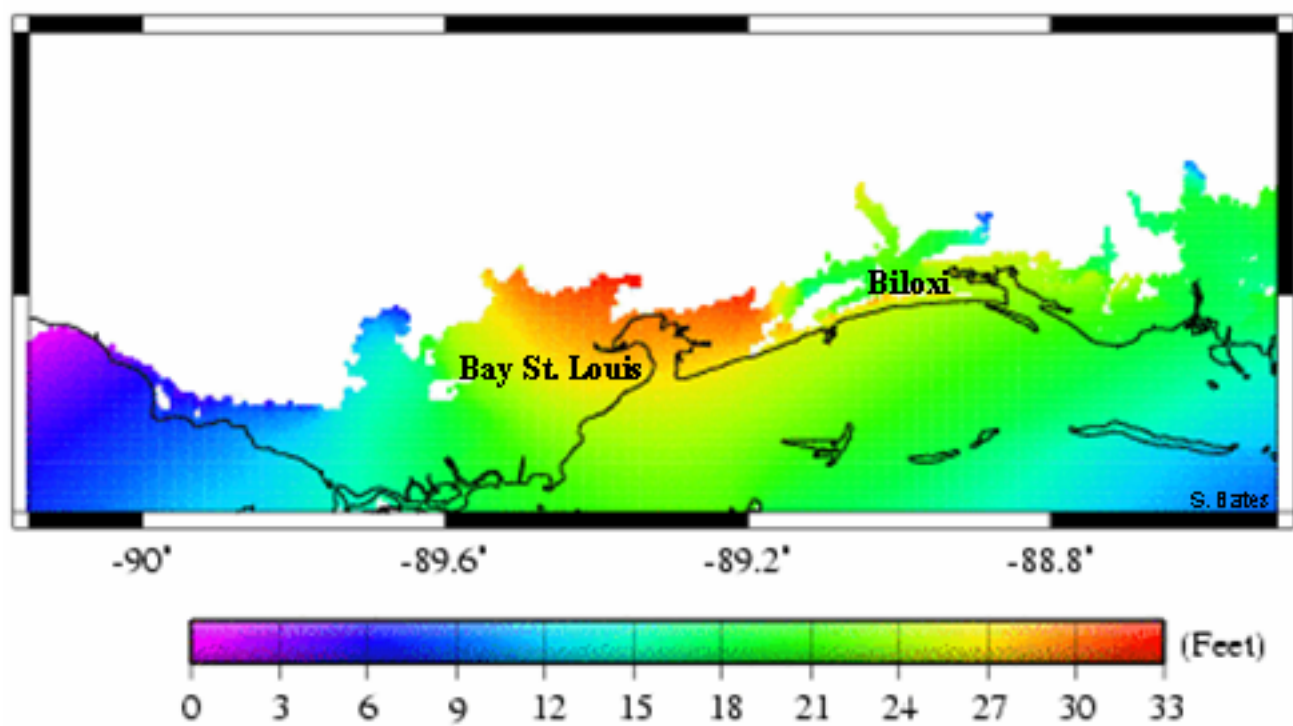 Biloxi
Bay St. Louis
S. Bates
-90° -89.6° -89.2° -88.8°
(Feet)
0 3 6 9 12 15 18 21 24 27 30 33